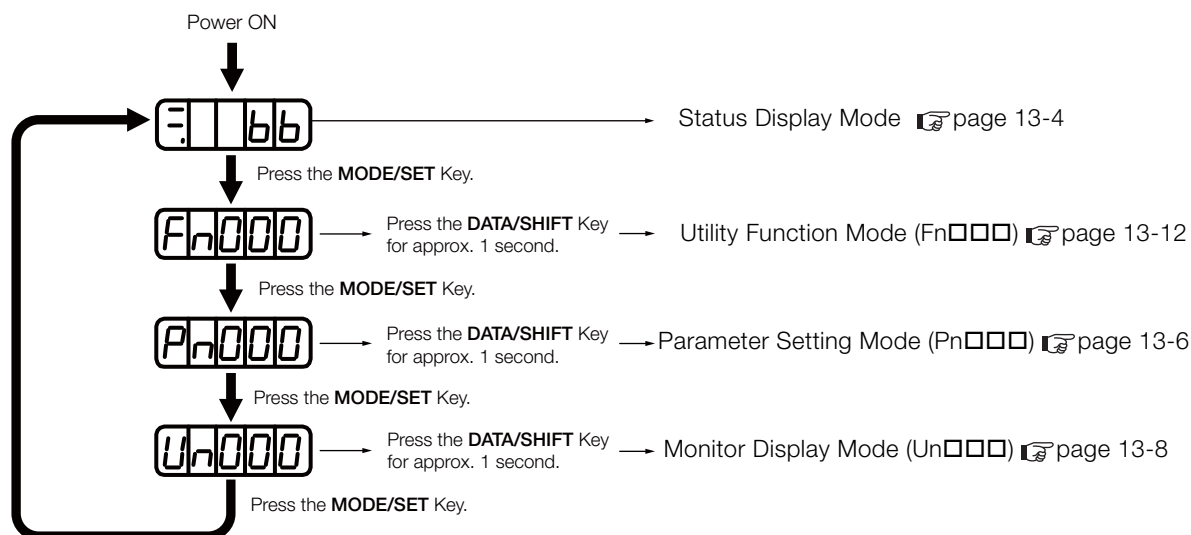 Power ON
bb
Status Display Mode page 13-4
Press the MODE/SET Key.
Fn000
Press the DATA/SHIFT Key
for approx. 1 second.
Utility Function Mode (Fn□□□) page 13-12
Press the MODE/SET Key.
Pn000
Press the DATA/SHIFT Key
for approx. 1 second.
Parameter Setting Mode (Pn□□□) page 13-6
Press the MODE/SET Key.
Un000
Press the DATA/SHIFT Key
for approx. 1 second.
Monitor Display Mode (Un□□□) page 13-8
Press the MODE/SET Key.